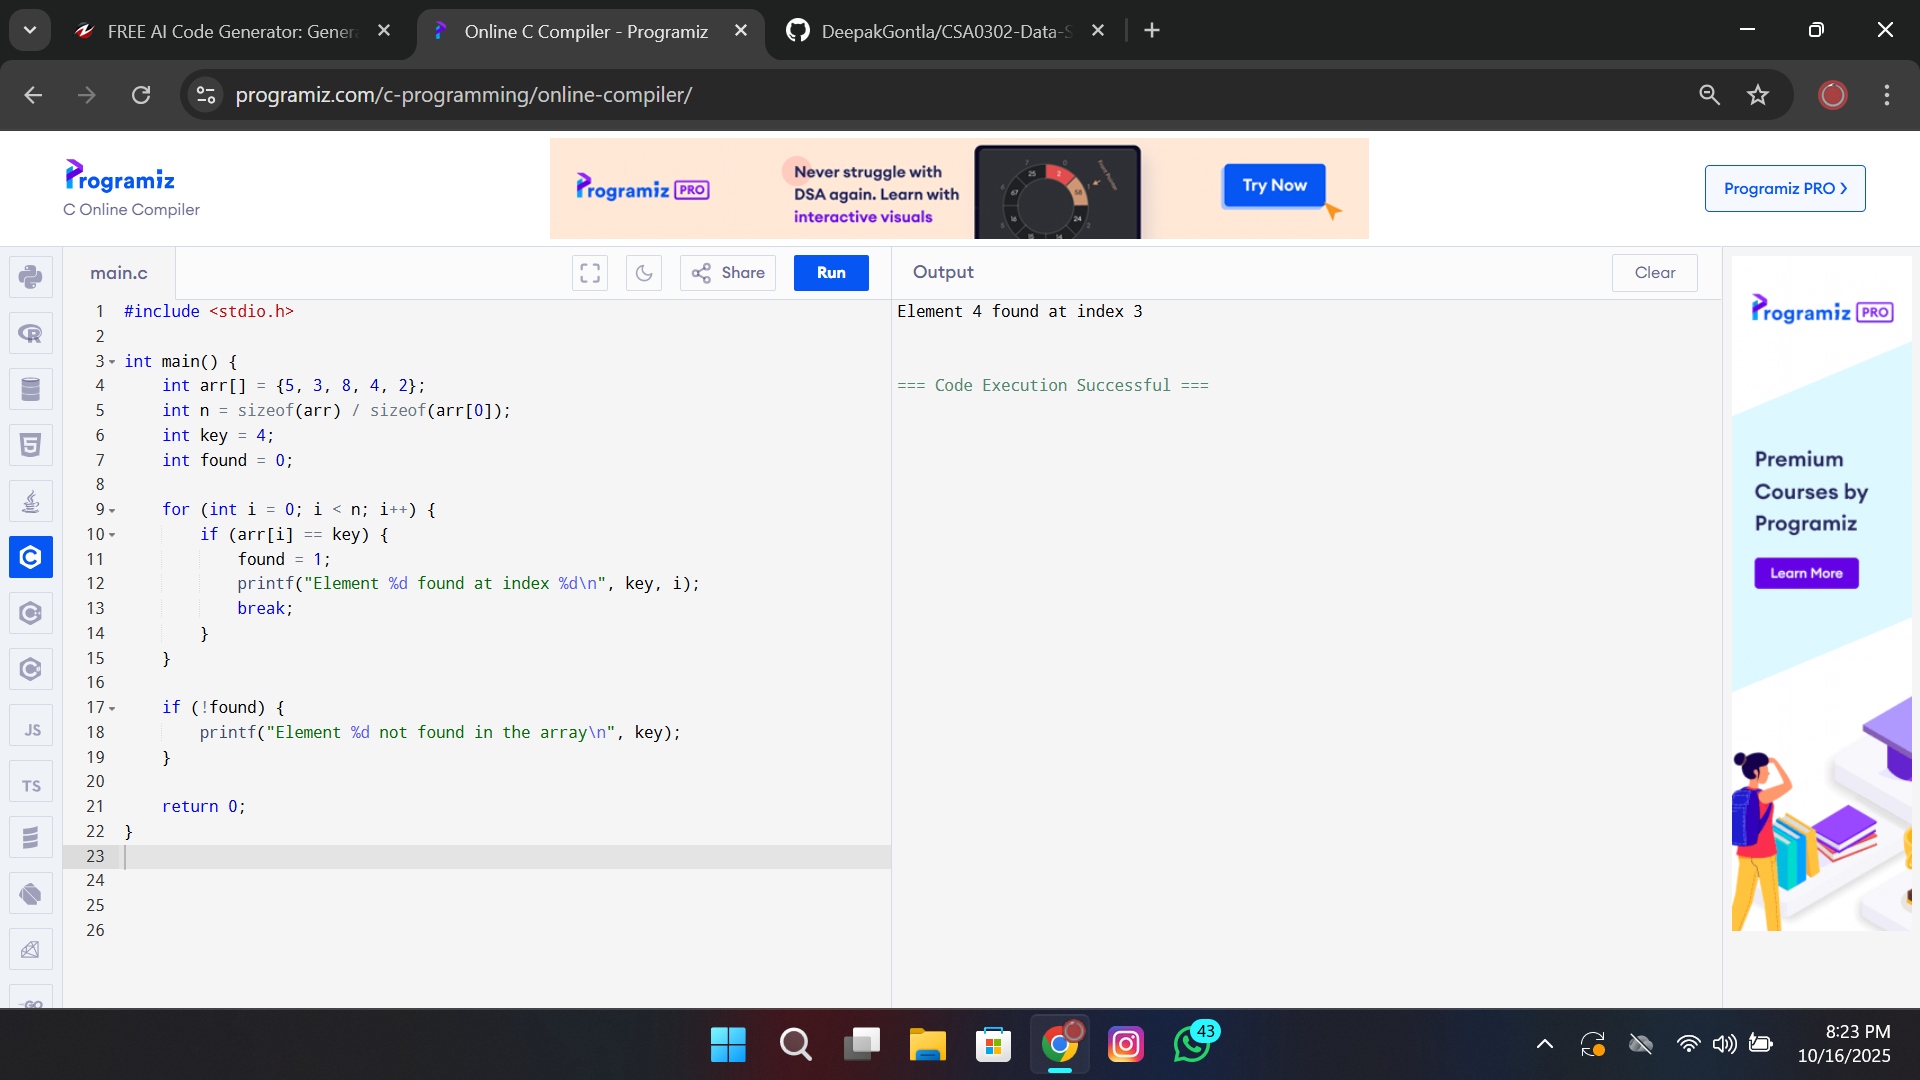 FREE AI Code Generator: Genera
Online C Compiler - Programiz
DeepakGontla/CSA0302-Data-S
programiz.com/c-programming/online-compiler/
Programiz
C Online Compiler
Programiz PRO
Never struggle with
DSA again. Learn with
interactive visuals
Try Now
Programiz PRO
main.c
Share
Run
Output
Clear
1 #include <stdio.h>
2
3 int main() {
4     int arr[] = {5, 3, 8, 4, 2};
5     int n = sizeof(arr) / sizeof(arr[0]);
6     int key = 4;
7     int found = 0;
8
9     for (int i = 0; i < n; i++) {
10         if (arr[i] == key) {
11             found = 1;
12             printf("Element %d found at index %d\n", key, i);
13             break;
14         }
15     }
16
17     if (!found) {
18         printf("Element %d not found in the array\n", key);
19     }
20
21     return 0;
22 }
23
24
25
26
Element 4 found at index 3
=== Code Execution Successful ===
JS
TS
GO
Programiz PRO
Premium
Courses by
Programiz
Learn More
43
8:23 PM
10/16/2025